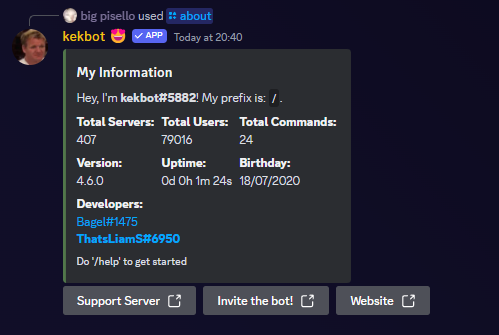 big pisello used about
kekbot 🤩 ✓ APP Today at 20:40
My Information
Hey, I'm kekbot#5882! My prefix is: / .
Total Servers: Total Users: Total Commands:
407 79016 24
Version: Uptime: Birthday:
4.6.0 0d 0h 1m 24s 18/07/2020
Developers:
Bagel#1475
ThatsLiamS#6950
Do '/help' to get started
Support Server Invite the bot! Website